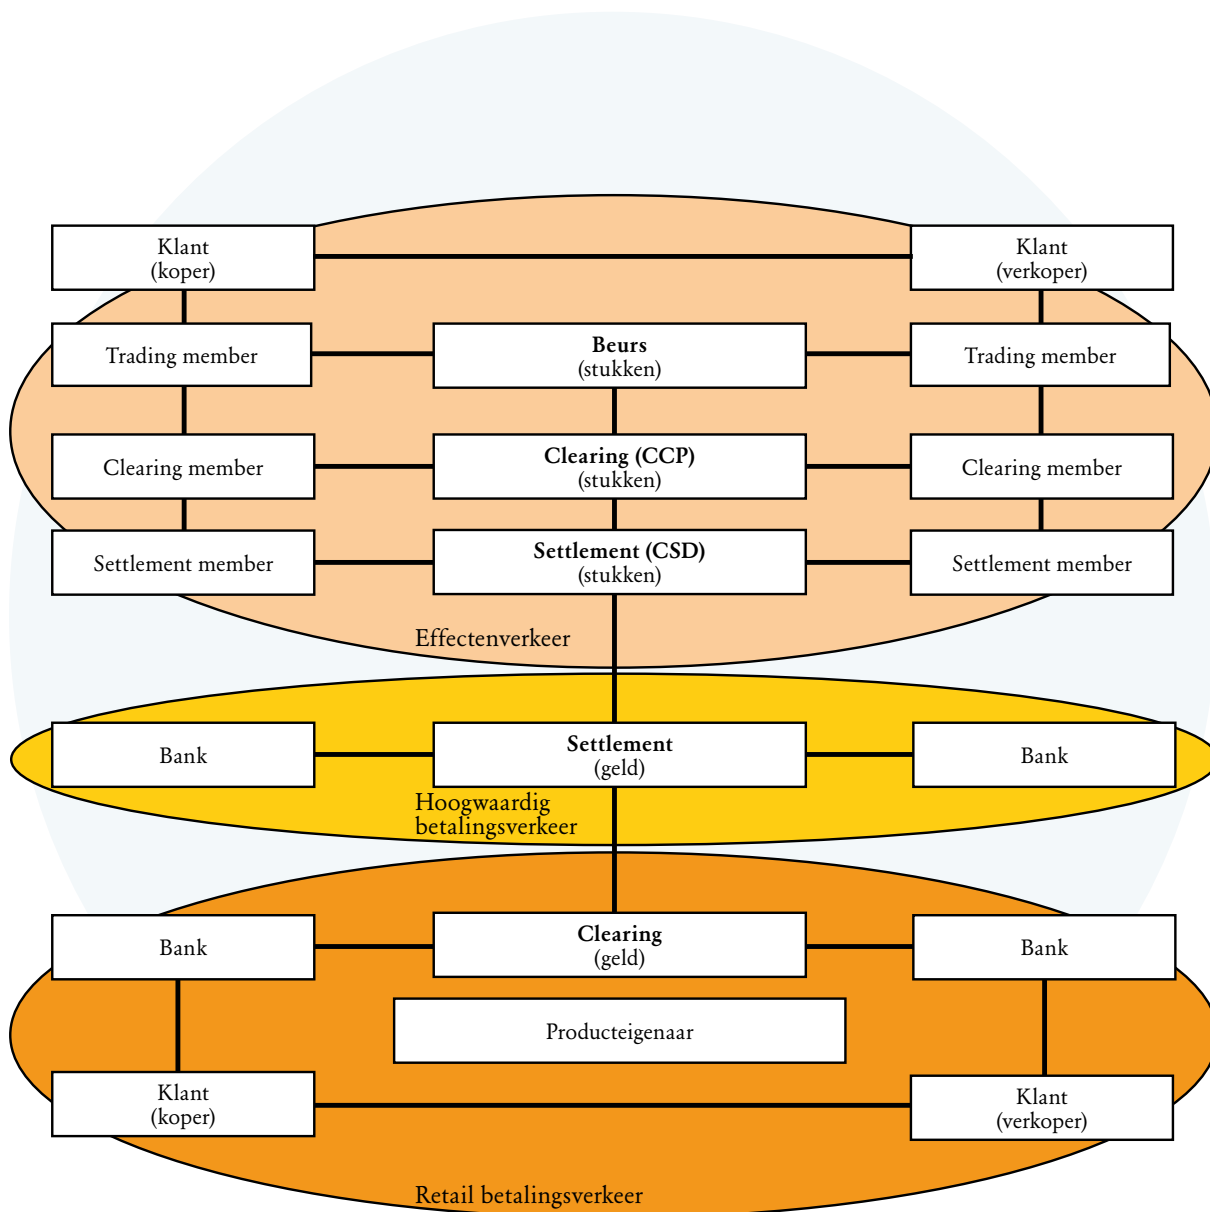 Klant
(koper)
Klant
(verkoper)
Trading member
Beurs
(stukken)
Trading member
Clearing member
Clearing (CCP)
(stukken)
Clearing member
Settlement member
Settlement (CSD)
(stukken)
Settlement member
Effectenverkeer
Bank
Settlement
(geld)
Bank
Hoogwaardig
betalingsverkeer
Bank
Clearing
(geld)
Bank
Producteigenaar
Klant
(koper)
Klant
(verkoper)
Retail betalingsverkeer